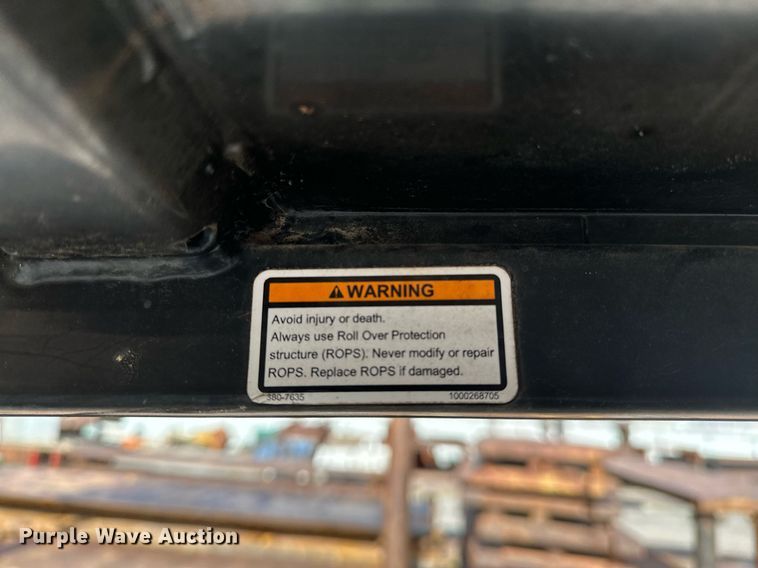 WARNING
Avoid injury or death.
Always use Roll Over Protection
structure (ROPS). Never modify or repair
ROPS. Replace ROPS if damaged.
380-7635 1000268705
Purple Wave Auction